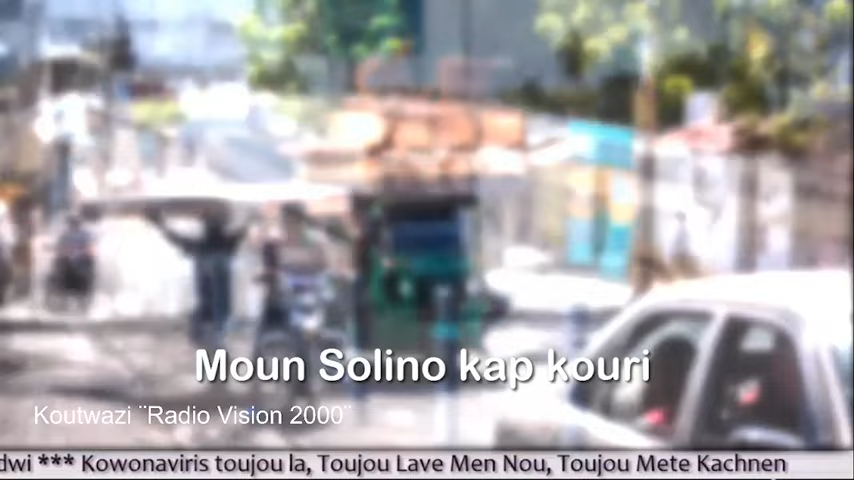 Moun Solino kap kouri
Koutwazi ¨Radio Vision 2000¨
dwi *** Kowonaviris toujou la, Toujou Lave Men Nou, Toujou Mete Kachnen